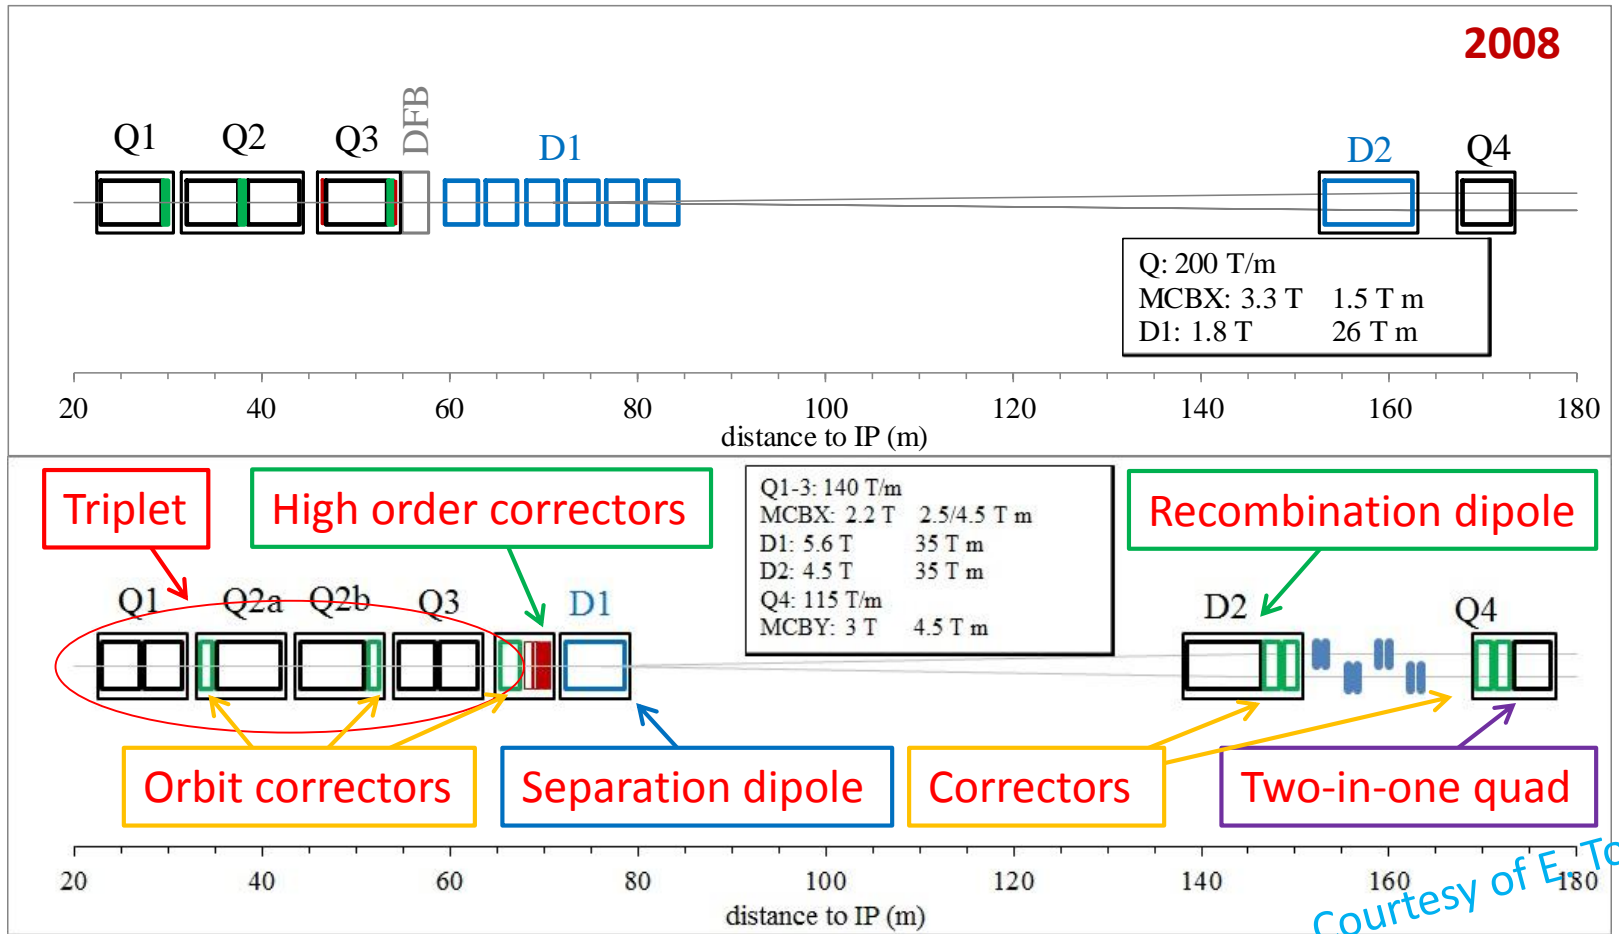 2008
DFB
Q1 Q2 Q3 D1 D2 Q4
Q: 200 T/m
MCBX: 3.3 T 1.5 T m
D1: 1.8 T 26 T m
20 40 60 80 100 120 140 160 180
distance to IP (m)
Triplet
High order correctors
Q1-3: 140 T/m
MCBX: 2.2 T 2.5/4.5 T m
D1: 5.6 T 35 T m
D2: 4.5 T 35 T m
Q4: 115 T/m
MCBY: 3 T 4.5 T m
Recombination dipole
Q1 Q2a Q2b Q3 D1 D2 Q4
Orbit correctors
Separation dipole
Correctors
Two-in-one quad
20 40 60 80 100 120 140 160 180
distance to IP (m)
Courtesy of E.